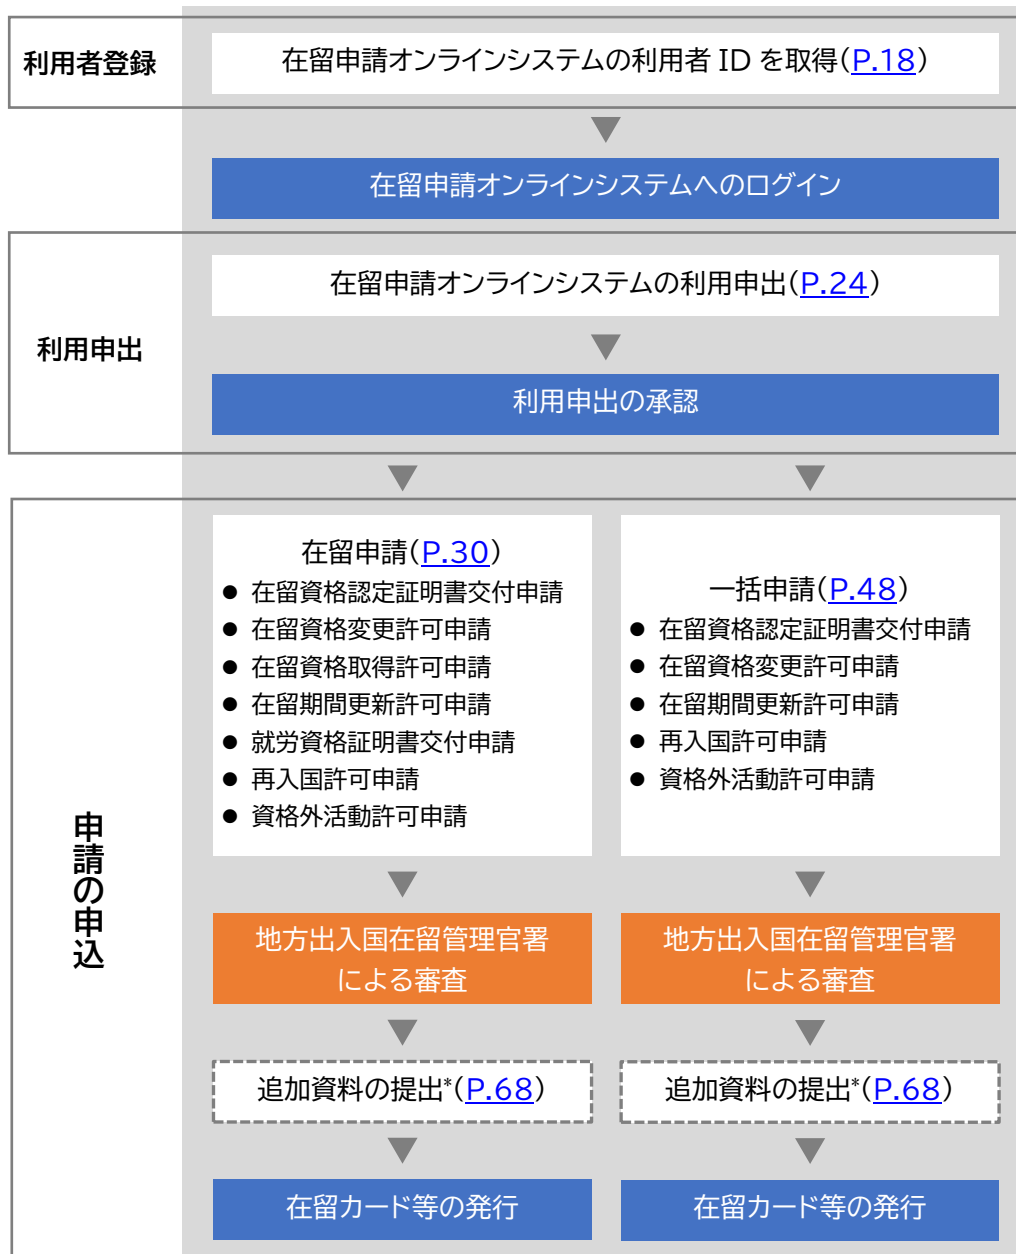 利用者登録
在留申請オンラインシステムの利用者 ID を取得(P.18)
在留申請オンラインシステムへのログイン
利用申出
在留申請オンラインシステムの利用申出(P.24)
利用申出の承認
申請の申込
在留申請(P.30)
● 在留資格認定証明書交付申請
● 在留資格変更許可申請
● 在留資格取得許可申請
● 在留期間更新許可申請
● 就労資格証明書交付申請
● 再入国許可申請
● 資格外活動許可申請
地方出入国在留管理官署
による審査
追加資料の提出*(P.68)
在留カード等の発行
一括申請(P.48)
● 在留資格認定証明書交付申請
● 在留資格変更許可申請
● 在留期間更新許可申請
● 再入国許可申請
● 資格外活動許可申請
地方出入国在留管理官署
による審査
追加資料の提出*(P.68)
在留カード等の発行